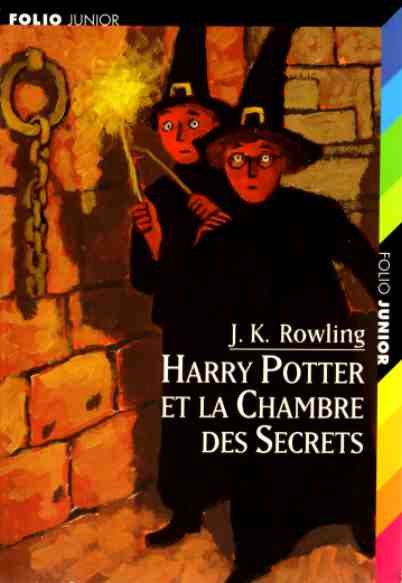 FOLIO JUNIOR
FOLIO JUNIOR
J. K. Rowling
HARRY POTTER
ET LA CHAMBRE
DES SECRETS